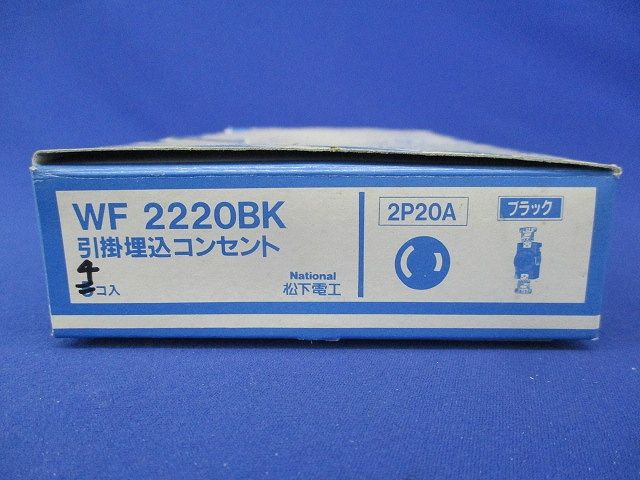 WF 2220BK
引掛埋込コンセント
4
コ入
National
松下電工
2P20A
ブラック